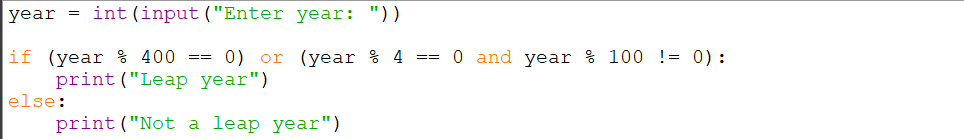 year = int(input("Enter year: "))
if (year % 400 == 0) or (year % 4 == 0 and year % 100 != 0):
    print("Leap year")
else:
    print("Not a leap year")